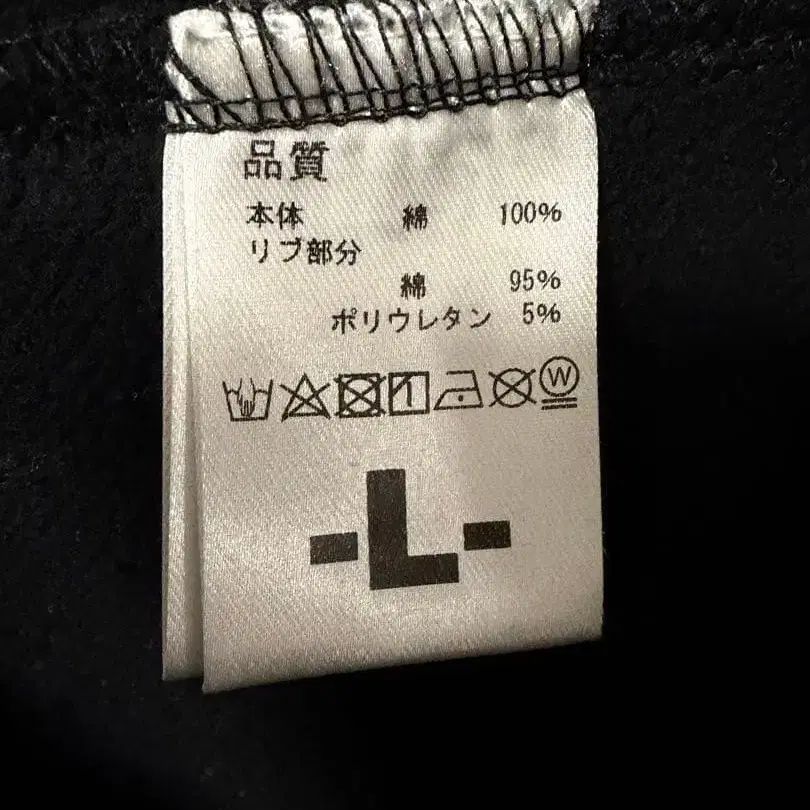 品質
本体 綿 100%
リブ部分
綿 95%
ポリウレタン 5%
W
-L-